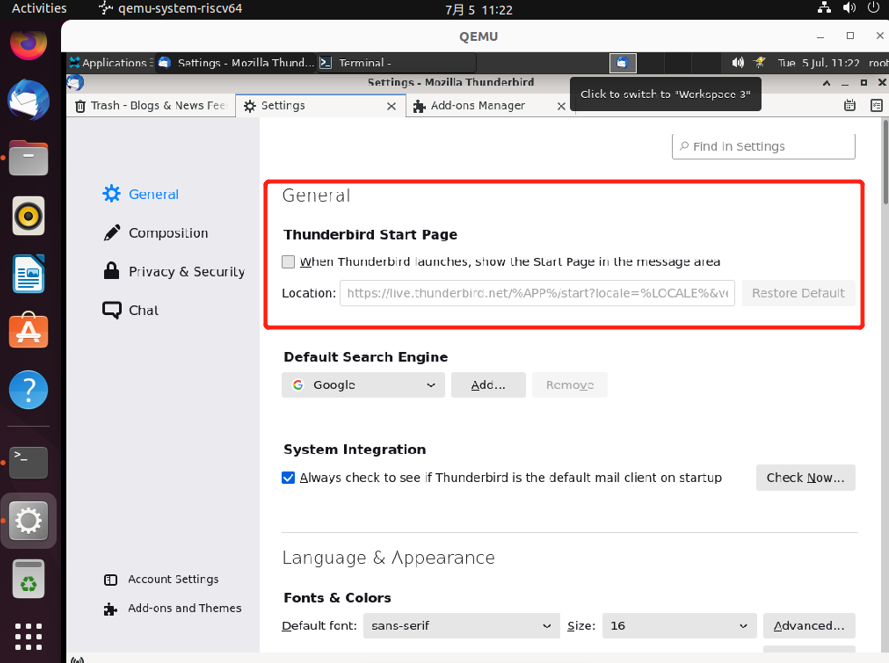 Activities qemu-system-riscv64 7月 5 11:22
QEMU
Applications Settings - Mozilla Thund... Terminal - Tue 5 Jul, 11:22 root
Settings - Mozilla Thunderbird
Click to switch to "Workspace 3"
Trash - Blogs & News Fee Settings Add-ons Manager
Find in Settings
General
Composition
Privacy & Security
Chat
Account Settings
Add-ons and Themes
General
Thunderbird Start Page
When Thunderbird launches, show the Start Page in the message area
Location: https://live.thunderbird.net/%APP%/start?locale=%LOCALE%&ve Restore Default
Default Search Engine
Google Add... Remove
System Integration
Always check to see if Thunderbird is the default mail client on startup Check Now...
Language & Appearance
Fonts & Colors
Default font: sans-serif Size: 16 Advanced...